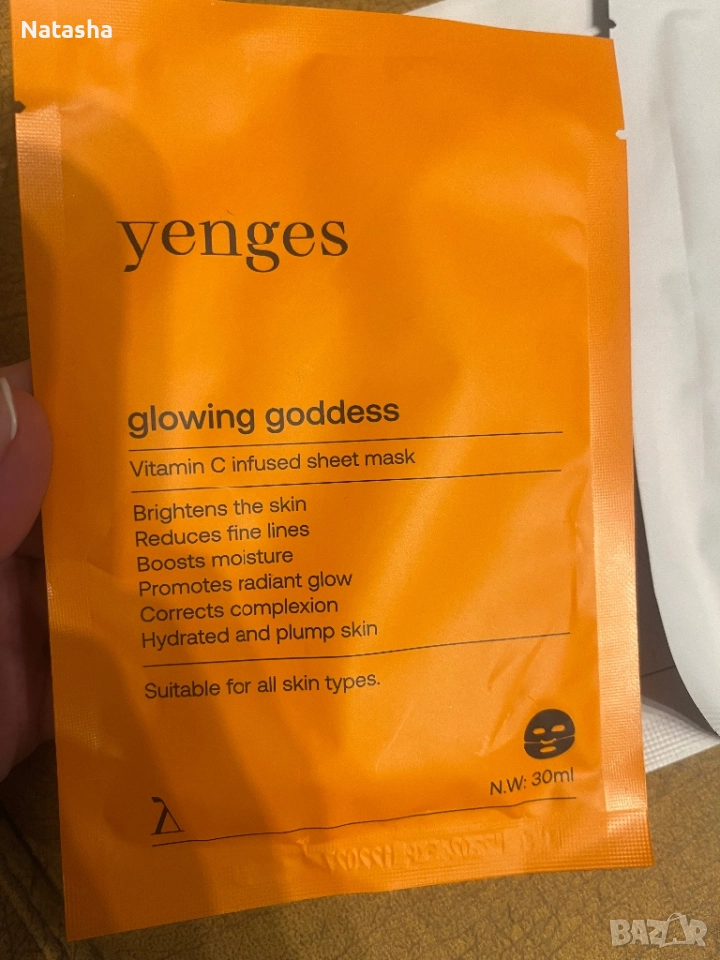 Natasha
yenges
glowing goddess
Vitamin C infused sheet mask
Brightens the skin
Reduces fine lines
Boosts moisture
Promotes radiant glow
Corrects complexion
Hydrated and plump skin
Suitable for all skin types.
N.W: 30ml
BAZAR